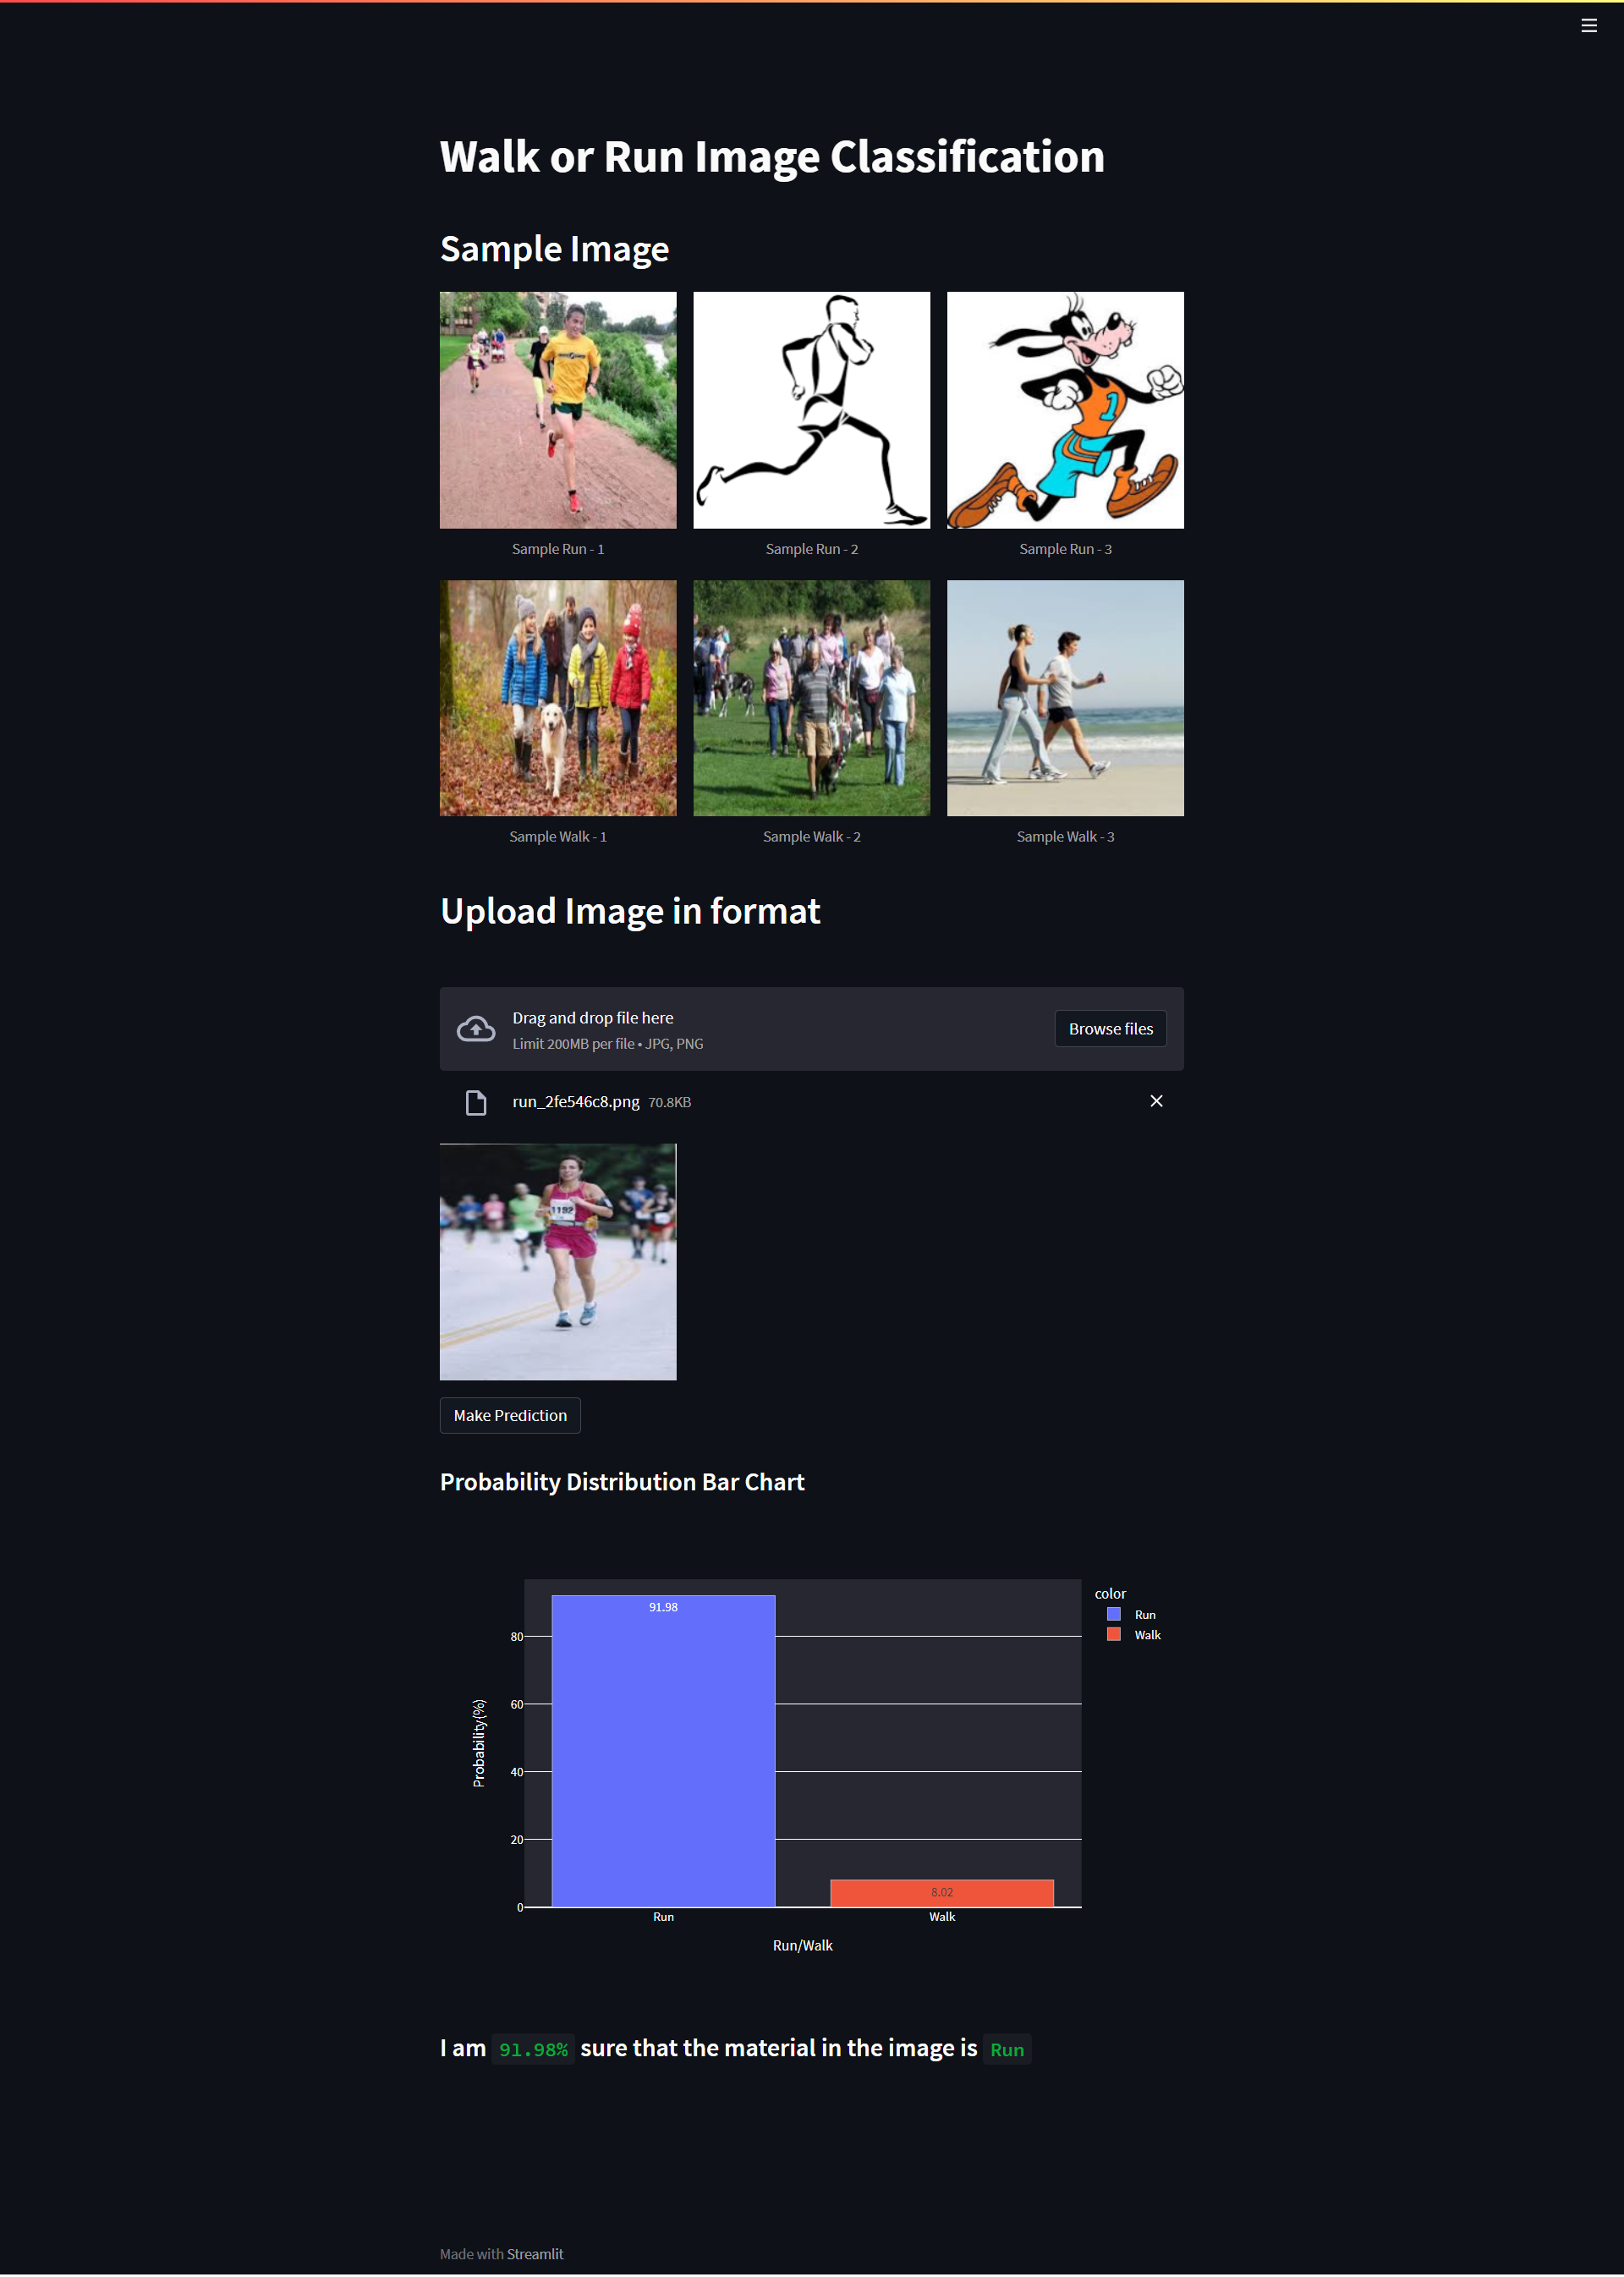 Walk or Run Image Classification
Sample Image
1
Sample Run - 1
Sample Run - 2
Sample Run - 3
Sample Walk - 1
Sample Walk - 2
Sample Walk - 3
Upload Image in format
Drag and drop file here
Limit 200MB per file • JPG, PNG
Browse files
run_2fe546c8.png 70.8KB
1192
Make Prediction
Probability Distribution Bar Chart
color
Run
Walk
91.98
8.02
80
60
40
20
0
Probability(%)
Run
Walk
Run/Walk
I am 91.98% sure that the material in the image is Run
Made with Streamlit